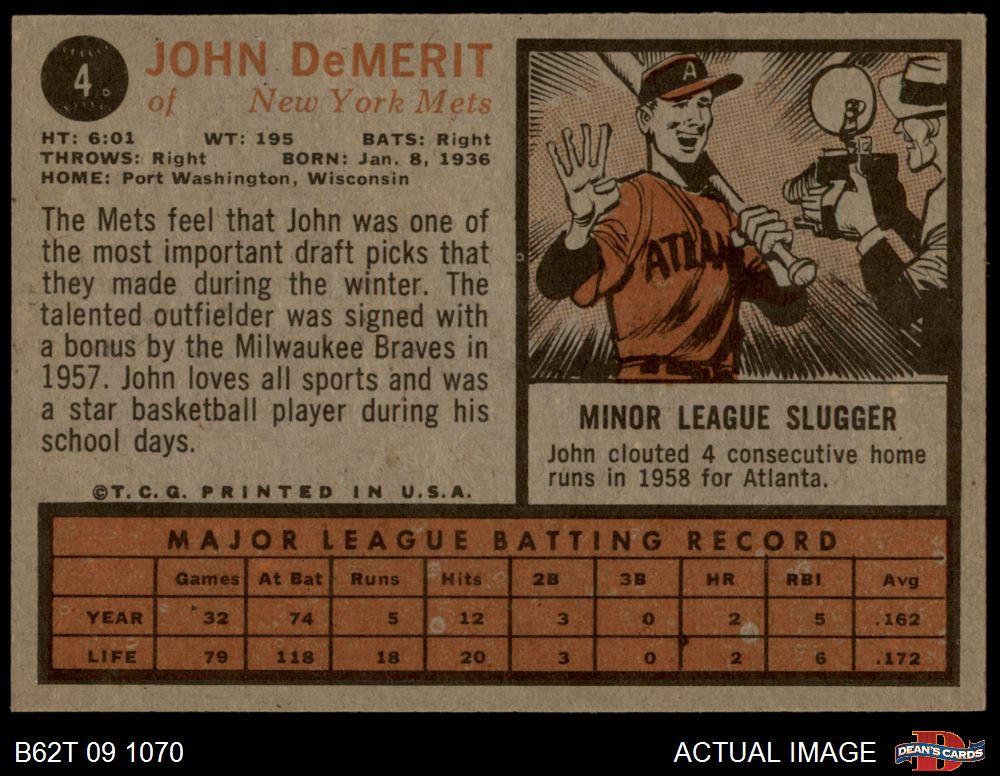 4
JOHN DeMERIT
of New York Mets
HT: 6:01 WT: 195 BATS: Right
THROWS: Right BORN: Jan. 8, 1936
HOME: Port Washington, Wisconsin
The Mets feel that John was one of
the most important draft picks that
they made during the winter. The
talented outfielder was signed with
a bonus by the Milwaukee Braves in
1957. John loves all sports and was
a star basketball player during his
school days.
©T.C.G. PRINTED IN U.S.A.
A
ATLAN
MINOR LEAGUE SLUGGER
John clouted 4 consecutive home
runs in 1958 for Atlanta.
MAJOR LEAGUE BATTING RECORD
Games At Bat Runs Hits 2B 3B HR RBI Avg
YEAR 32 74 5 12 3 0 2 5 .162
LIFE 79 118 18 20 3 0 2 6 .172
B62T 09 1070
ACTUAL IMAGE
D
DEAN'S CARDS